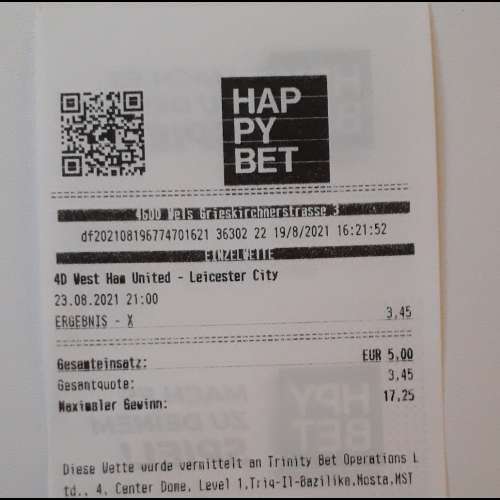 HAP
PY
BET
4600 Wels Grieskirchnerstrasse 3
df202108196774701621 36302 22 19/8/2021 16:21:52
EINZELWETTE
4D West Ham United - Leicester City
23.08.2021 21:00
ERGEBNIS - X 3,45
Gesamteinsatz: EUR 5,00
Gesamtquote: 3,45
Maximaler Gewinn: 17,25
Diese Wette wurde vermittelt an Trinity Bet Operations L
td., 4, Center Dome, Level 1,Triq-Il-Bazilika,Mosta,MST